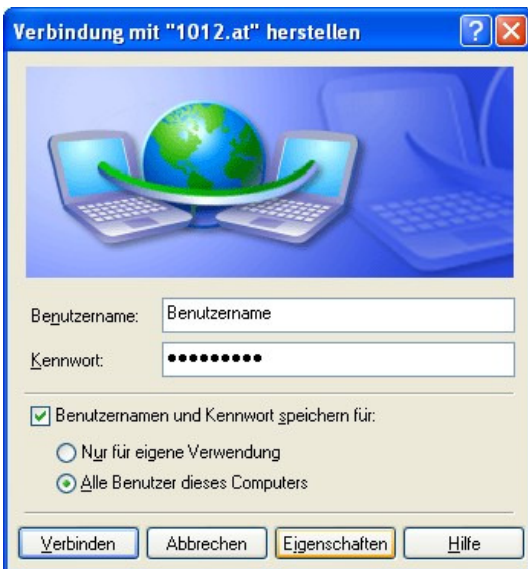 Verbindung mit "1012.at" herstellen
Benutzername: Benutzername
Kennwort: •••••••••
Benutzernamen und Kennwort speichern für:
Nur für eigene Verwendung
Alle Benutzer dieses Computers
Verbinden Abbrechen Eigenschaften Hilfe